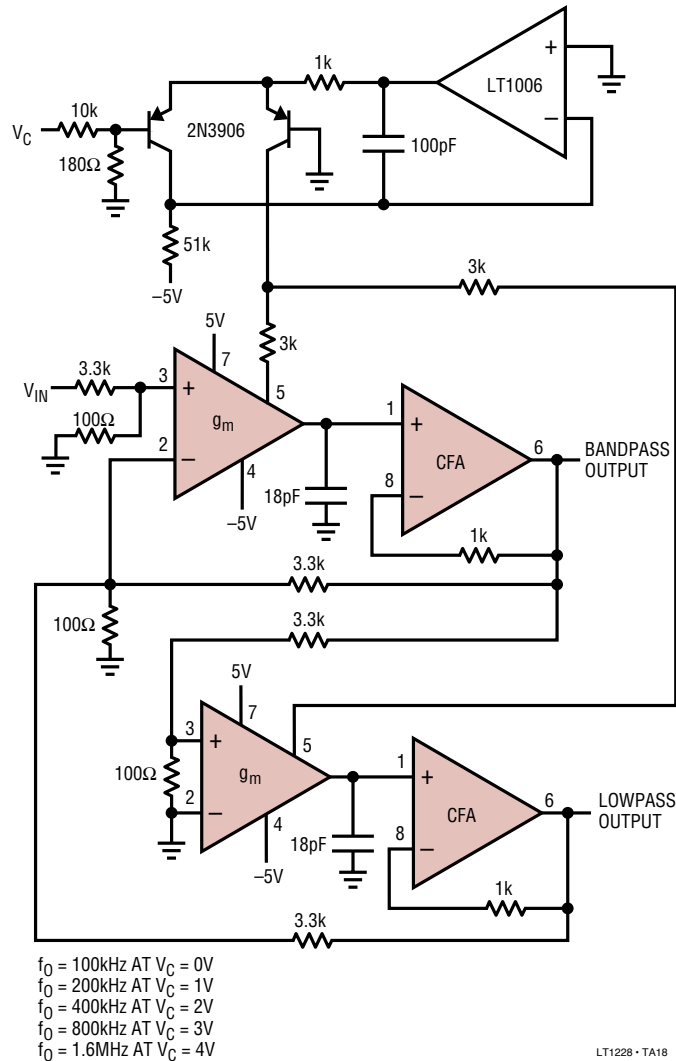 1k
+
LT1006
−
10k
V_C
2N3906
180Ω
100pF
51k
−5V
3k
5V
7
3k
3.3k
V_IN
3
+
5
g_m
100Ω
2
−
4
−5V
1
+
CFA
6
BANDPASS
OUTPUT
8
−
18pF
1k
3.3k
100Ω
3.3k
5V
7
3
+
5
g_m
100Ω
2
−
4
−5V
1
+
CFA
6
LOWPASS
OUTPUT
8
−
18pF
1k
3.3k
f_O = 100kHz AT V_C = 0V
f_O = 200kHz AT V_C = 1V
f_O = 400kHz AT V_C = 2V
f_O = 800kHz AT V_C = 3V
f_O = 1.6MHz AT V_C = 4V
LT1228 • TA18